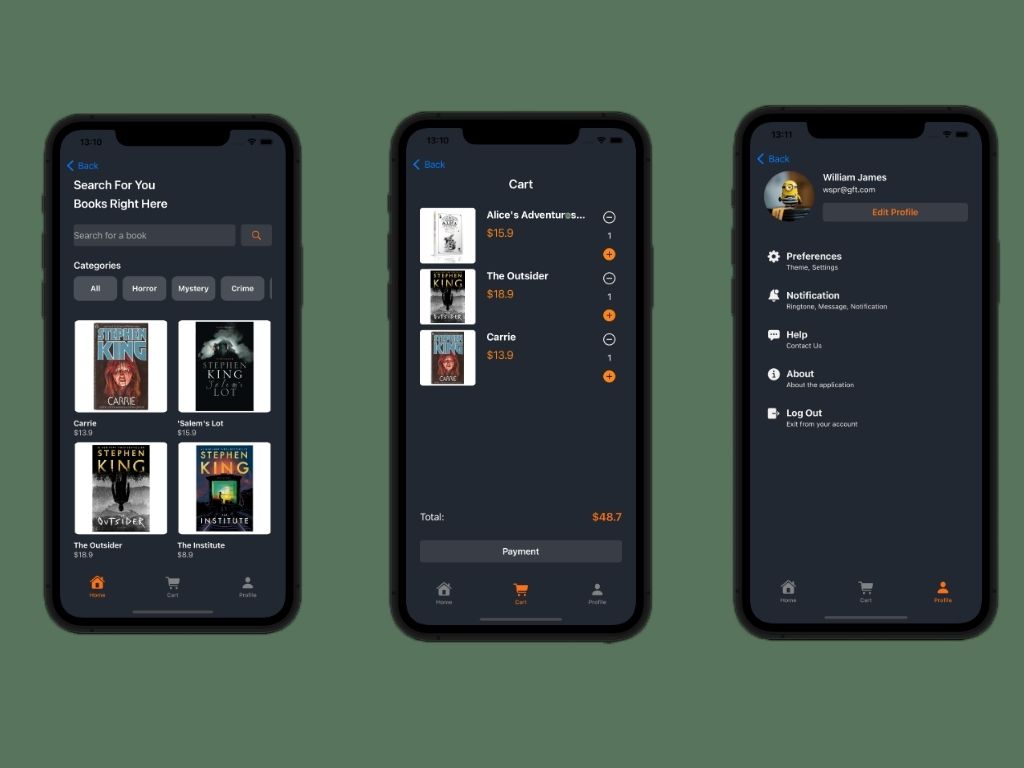 13:10
Back
Search For You
Books Right Here
Search for a book
Categories
All Horror Mystery Crime
STEPHEN
KING
CARRIE
STEPHEN
KING
'Salem's
LOT
Carrie
$13.9
'Salem's Lot
$15.9
STEPHEN
KING
OUTSIDER
STEPHEN
KING
THE
INSTITUTE
The Outsider
$18.9
The Institute
$8.9
Home Cart Profile
13:10
Back
Cart
Alice's Adventures...
$15.9
1
STEPHEN
KING
OUTSIDER
The Outsider
$18.9
1
STEPHEN
KING
CARRIE
Carrie
$13.9
1
Total: $48.7
Payment
Home Cart Profile
13:11
Back
William James
wspr@gft.com
Edit Profile
Preferences
Theme, Settings
Notification
Ringtone, Message, Notification
Help
Contact Us
About
About the application
Log Out
Exit from your account
Home Cart Profile